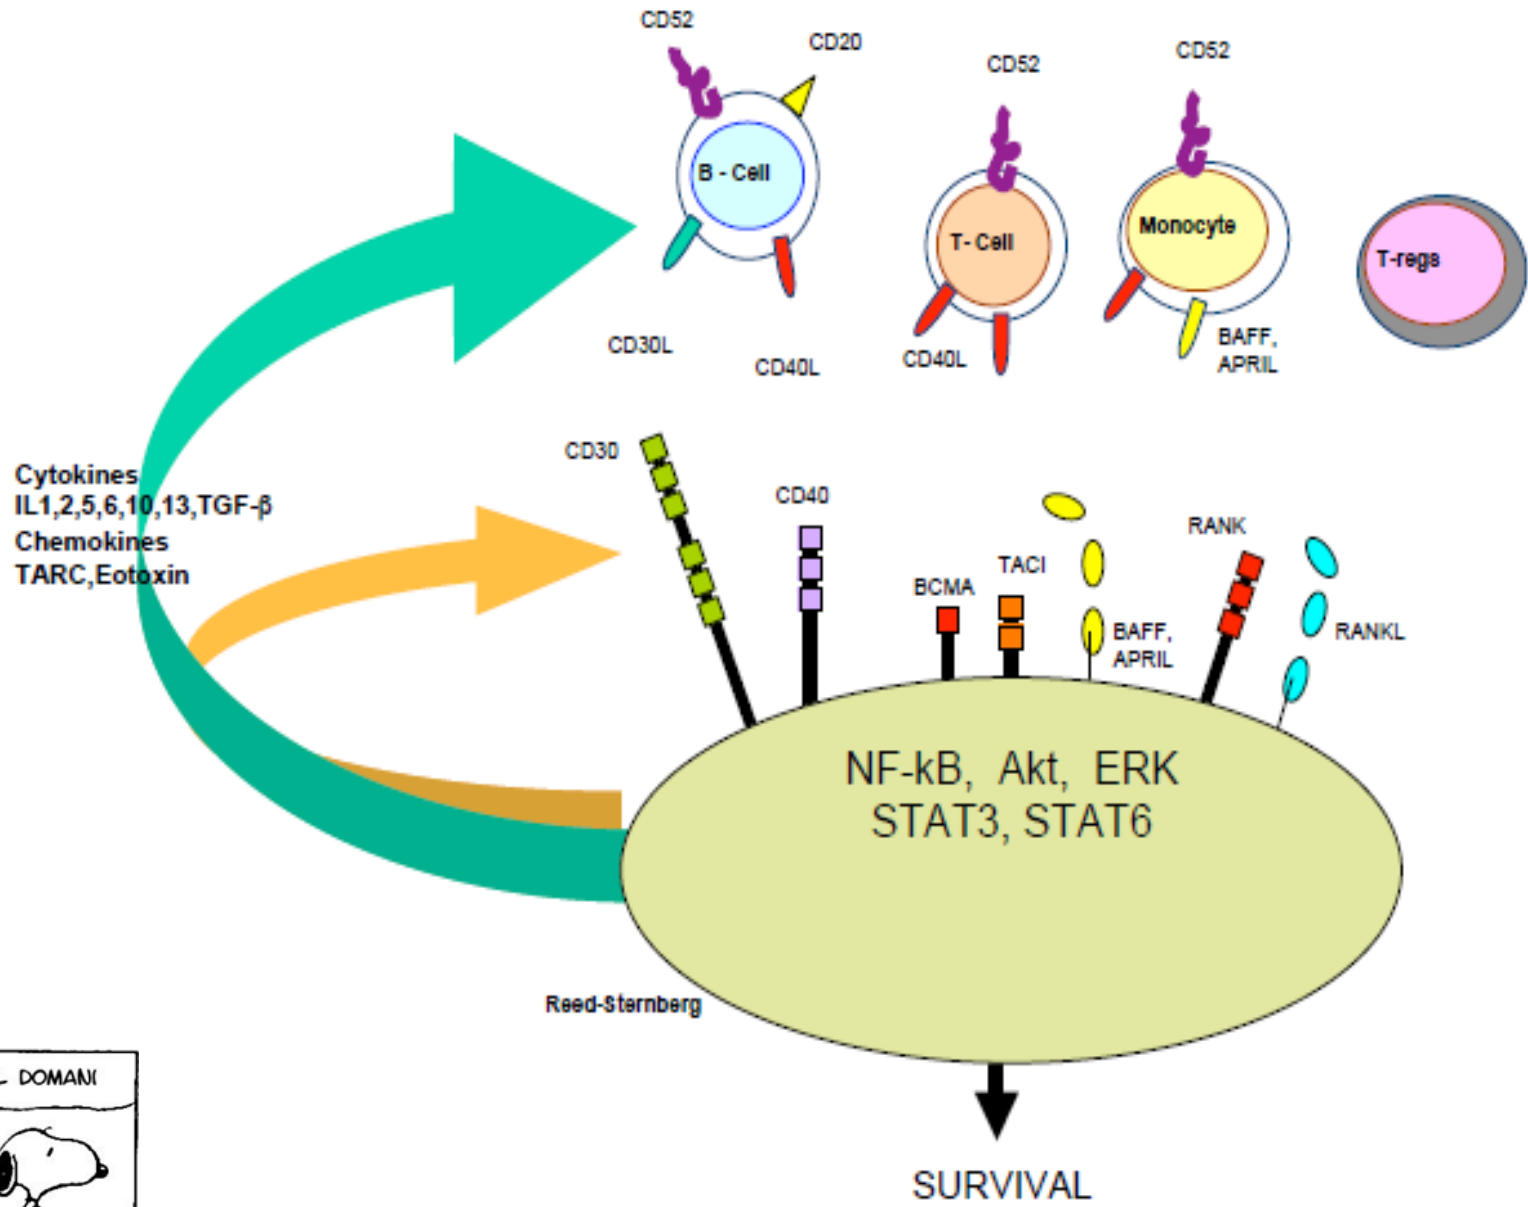 CD52
CD20
CD52
CD52
B - Cell
T- Cell
Monocyte
T-regs
CD30L
CD40L
CD40L
BAFF,
APRIL
Cytokines
IL1,2,5,6,10,13,TGF-β
Chemokines
TARC,Eotoxin
CD30
CD40
BCMA
TACI
BAFF,
APRIL
RANK
RANKL
NF-kB, Akt, ERK
STAT3, STAT6
Reed-Sternberg
SURVIVAL
DOMANI